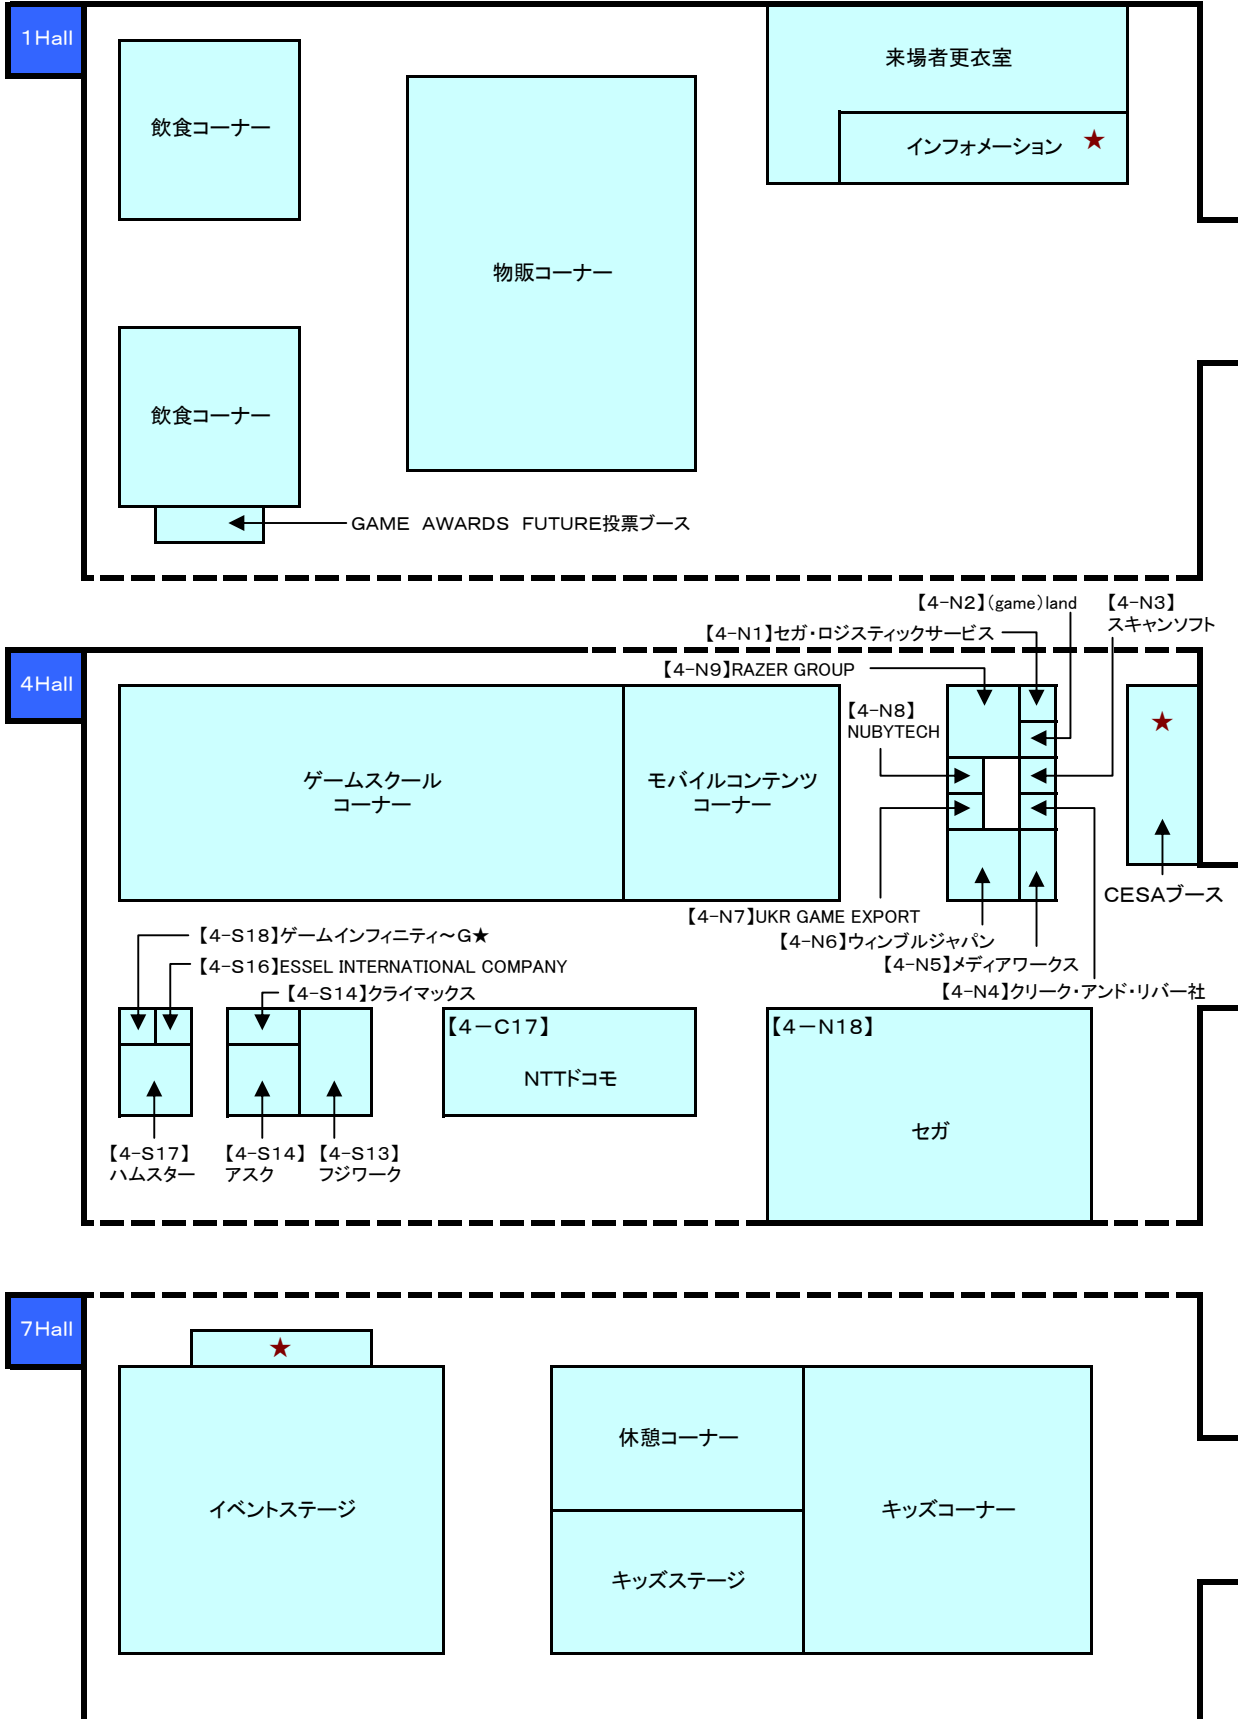 1Hall
来場者更衣室
飲食コーナー
インフォメーション ★
物販コーナー
飲食コーナー
GAME AWARDS FUTURE投票ブース
4Hall
【4-N2】(game)land
【4-N3】
スキャンソフト
【4-N1】セガ・ロジスティックサービス
【4-N9】RAZER GROUP
【4-N8】
NUBYTECH
★
ゲームスクール
コーナー
モバイルコンテンツ
コーナー
CESAブース
【4-N7】UKR GAME EXPORT
【4-N6】ウィンブルジャパン
【4-N5】メディアワークス
【4-N4】クリーク・アンド・リバー社
【4-S18】ゲームインフィニティ～G★
【4-S16】ESSEL INTERNATIONAL COMPANY
【4-S14】クライマックス
【4－C17】
NTTドコモ
【4－N18】
セガ
【4-S17】
ハムスター
【4-S14】
アスク
【4-S13】
フジワーク
7Hall
★
イベントステージ
休憩コーナー
キッズコーナー
キッズステージ